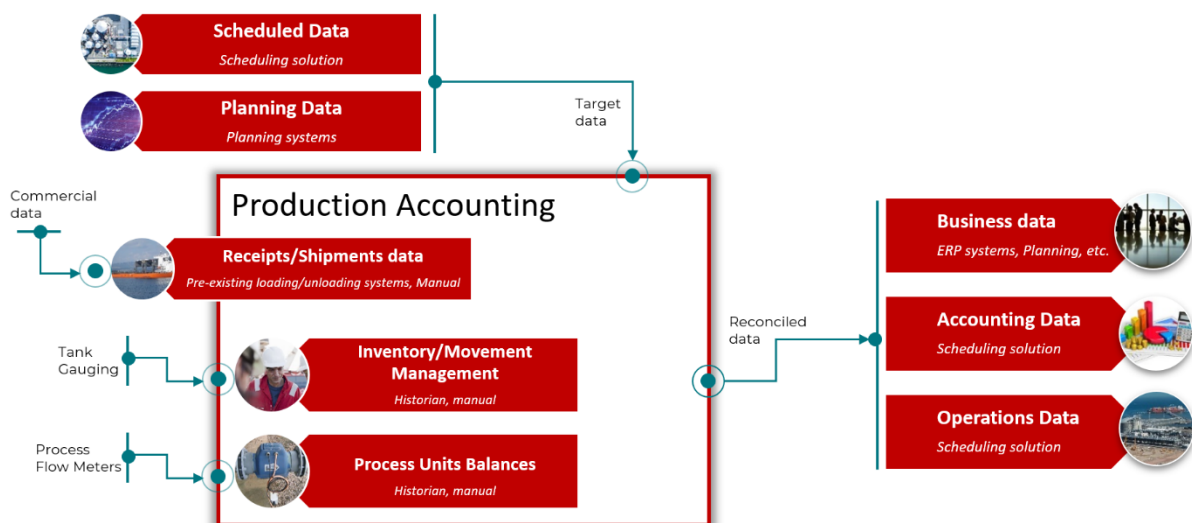 Scheduled Data
Scheduling solution
Planning Data
Planning systems
Target
data
Commercial
data
Production Accounting
Receipts/Shipments data
Pre-existing loading/unloading systems, Manual
Tank
Gauging
Inventory/Movement
Management
Historian, manual
Process
Flow Meters
Process Units Balances
Historian, manual
Reconciled
data
Business data
ERP systems, Planning, etc.
Accounting Data
Scheduling solution
Operations Data
Scheduling solution